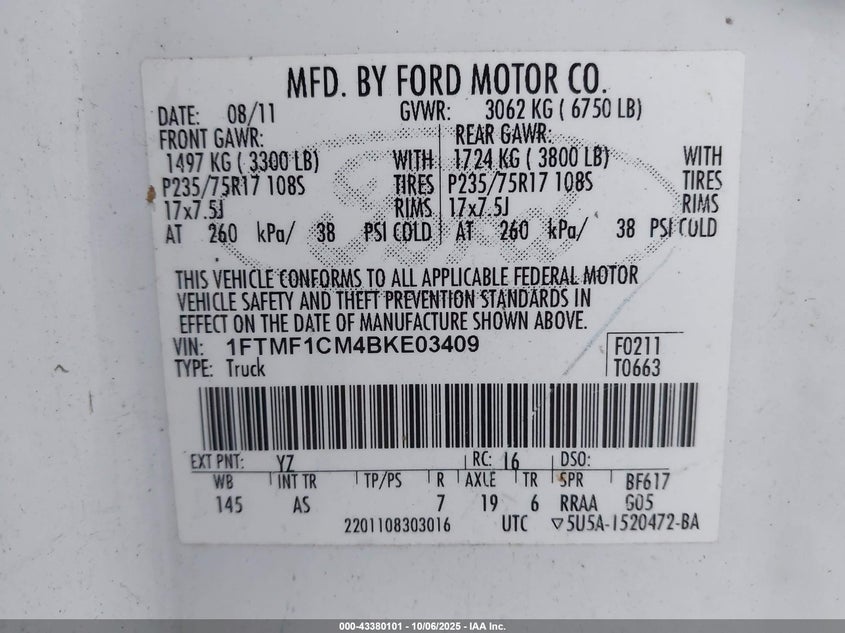 MFD. BY FORD MOTOR CO.
DATE: 08/11 GVWR: 3062 KG ( 6750 LB)
FRONT GAWR: REAR GAWR:
1497 KG ( 3300 LB) WITH 1724 KG ( 3800 LB) WITH
P235/75R17 108S TIRES P235/75R17 108S TIRES
17x7.5J RIMS 17x7.5J RIMS
AT 260 kPa/ 38 PSI COLD AT 260 kPa/ 38 PSI COLD
THIS VEHICLE CONFORMS TO ALL APPLICABLE FEDERAL MOTOR
VEHICLE SAFETY AND THEFT PREVENTION STANDARDS IN
EFFECT ON THE DATE OF MANUFACTURE SHOWN ABOVE.
VIN: 1FTMF1CM4BKE03409 F0211
TYPE: Truck T0663
EXT PNT: YZ RC: 16 DSO:
WB INT TR TP/PS R AXLE TR SPR BF617
145 AS 7 19 6 RRAA G05
2201108303016 UTC ▽5U5A-1520472-BA
000-43380101 - 10/06/2025 - IAA Inc.